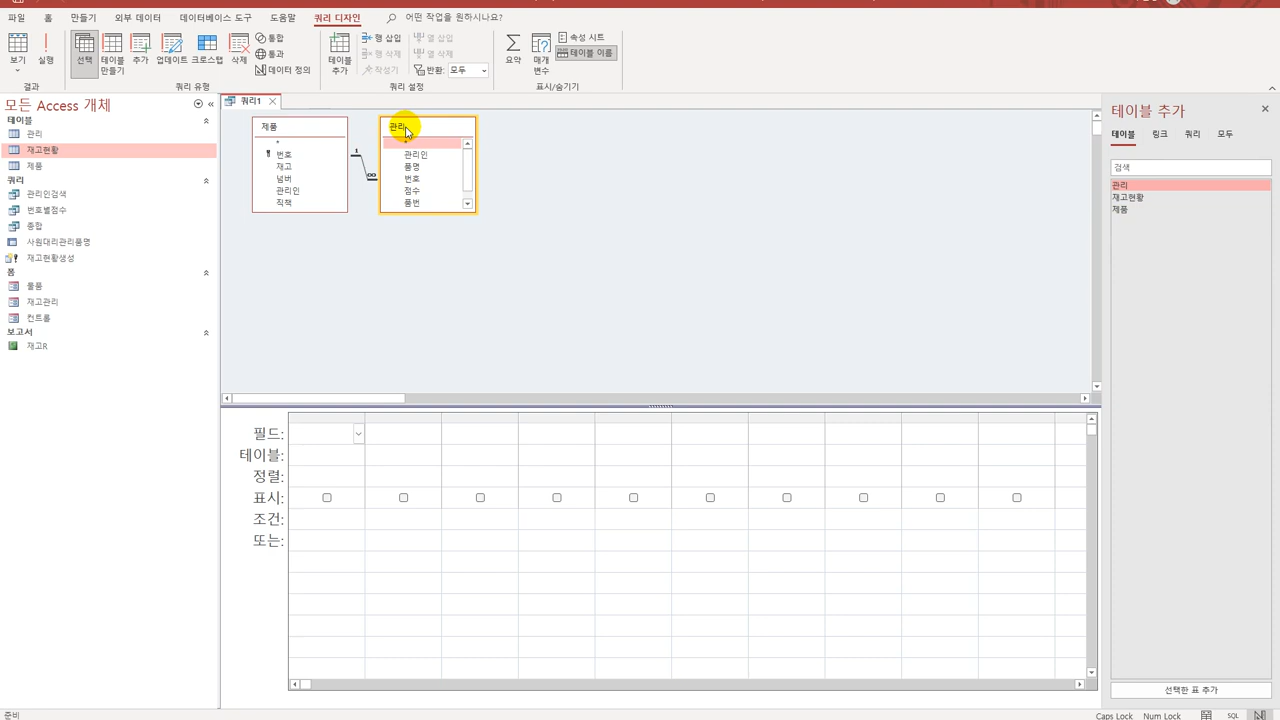 파일 홈 만들기 외부 데이터 데이터베이스 도구 도움말 쿼리 디자인 어떤 작업을 원하시나요?
보기 실행 선택 테이블 만들기 추가 업데이트 크로스탭 삭제 통합 통과 데이터 정의 테이블 추가 행 삽입 행 삭제 작성기 열 삽입 열 삭제 반환: 모두 요약 매개 변수 속성 시트 테이블 이름
결과 쿼리 유형 쿼리 설정 표시/숨기기
모든 Access 개체
테이블
관리
재고현황
제품
쿼리
관리인검색
번호별점수
종합
사원대리관리품명
재고현황생성
폼
물품
재고관리
컨트롤
보고서
재고R
쿼리1
제품
*
번호
재고
넘버
관리인
직책
1
∞
관리
*
관리인
품명
번호
점수
품번
필드:
테이블:
정렬:
표시:
조건:
또는:
테이블 추가
테이블 링크 쿼리 모두
검색
관리
재고현황
제품
선택한 표 추가
준비
Caps Lock Num Lock SQL